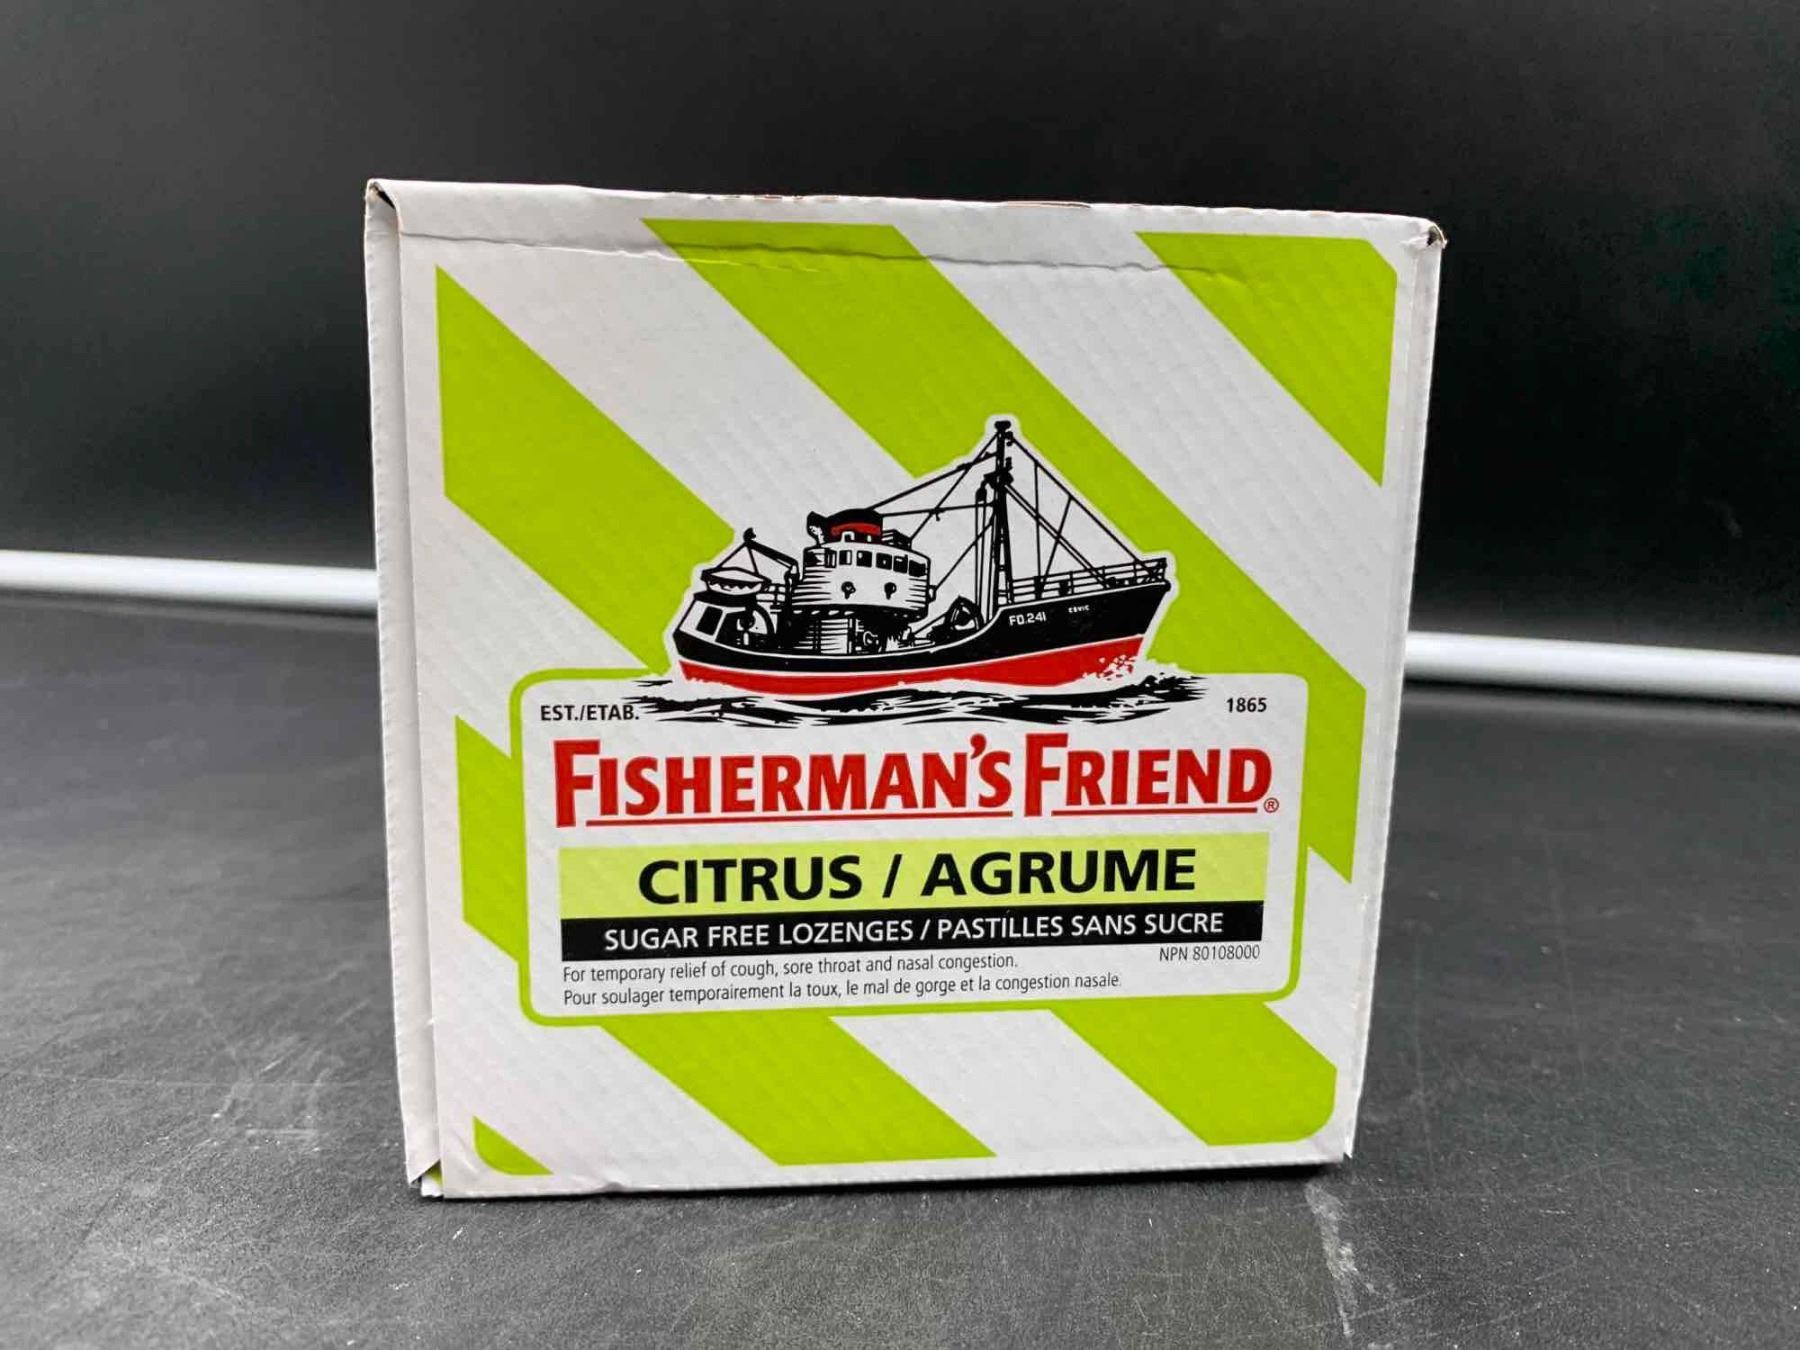 FO.241
CEVIC
EST./ETAB.
1865
FISHERMAN'S FRIEND®
CITRUS / AGRUME
SUGAR FREE LOZENGES / PASTILLES SANS SUCRE
NPN 80108000
For temporary relief of cough, sore throat and nasal congestion.
Pour soulager temporairement la toux, le mal de gorge et la congestion nasale.